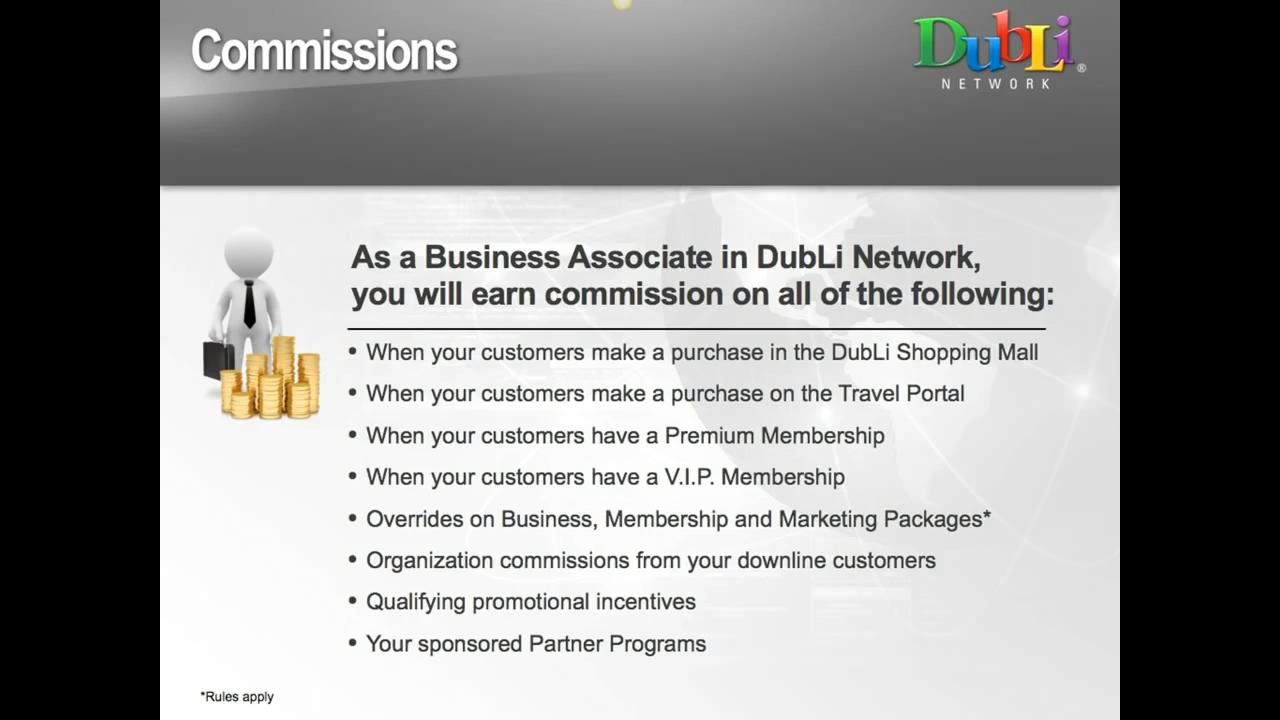 Commissions
DubLi®
NETWORK
As a Business Associate in DubLi Network,
you will earn commission on all of the following:
• When your customers make a purchase in the DubLi Shopping Mall
• When your customers make a purchase on the Travel Portal
• When your customers have a Premium Membership
• When your customers have a V.I.P. Membership
• Overrides on Business, Membership and Marketing Packages*
• Organization commissions from your downline customers
• Qualifying promotional incentives
• Your sponsored Partner Programs
*Rules apply